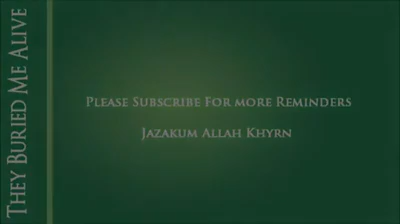 They Buried Me Alive
Please Subscribe For more Reminders
Jazakum Allah Khyrn